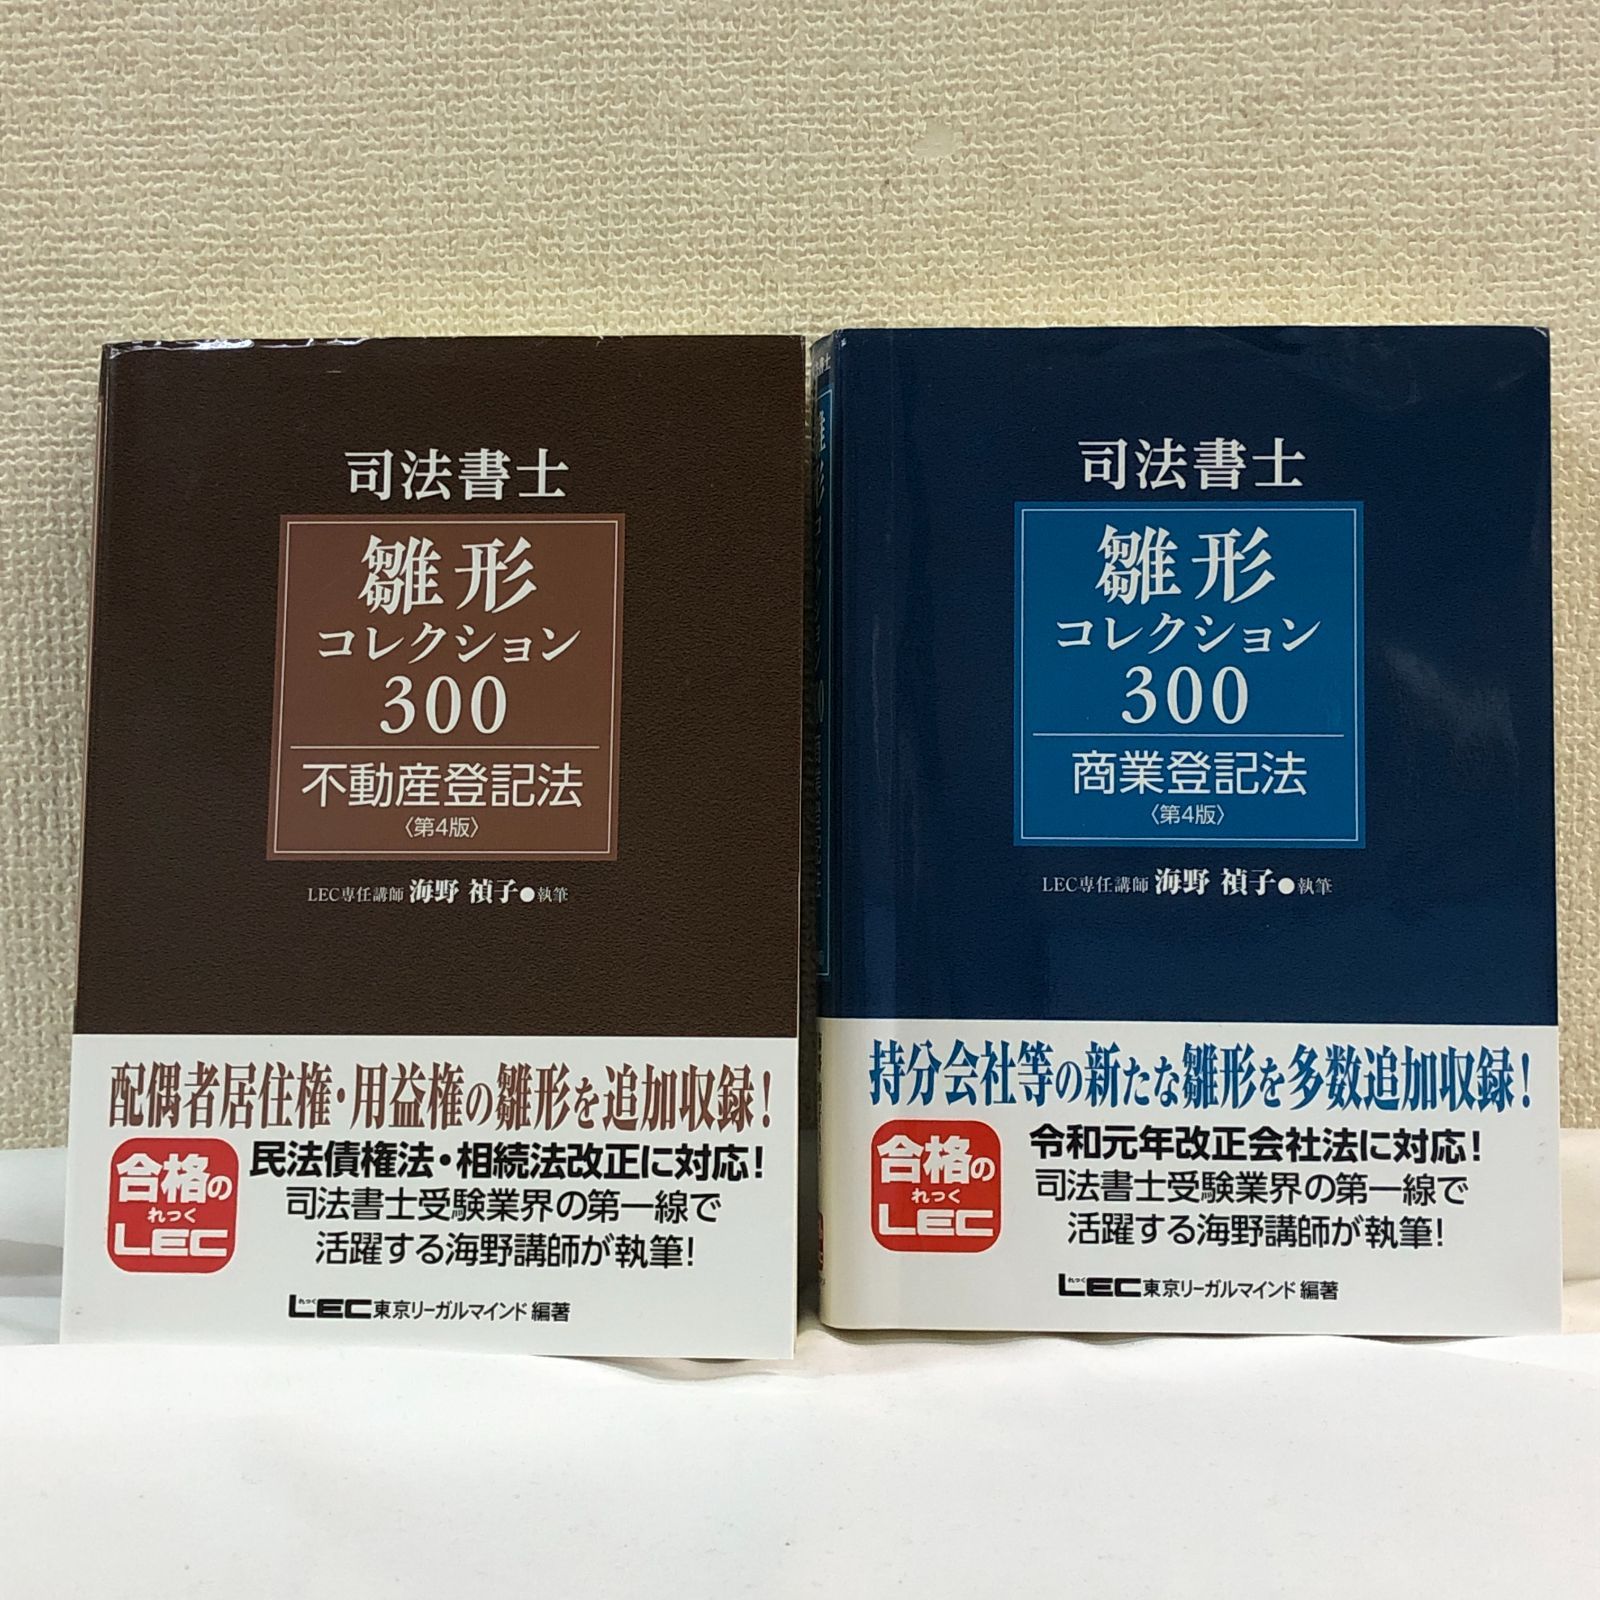 司法書士
雛形
コレクション
300
不動産登記法
〈第4版〉
LEC専任講師 海野 禎子●執筆
配偶者居住権・用益権の雛形を追加収録!
合格の
れっく
LEC
民法債権法・相続法改正に対応!
司法書士受験業界の第一線で
活躍する海野講師が執筆!
れっく
LEC東京リーガルマインド 編著
司法書士
雛形
コレクション
300
商業登記法
〈第4版〉
LEC専任講師 海野 禎子●執筆
持分会社等の新たな雛形を多数追加収録!
合格の
れっく
LEC
令和元年改正会社法に対応!
司法書士受験業界の第一線で
活躍する海野講師が執筆!
れっく
LEC東京リーガルマインド 編著